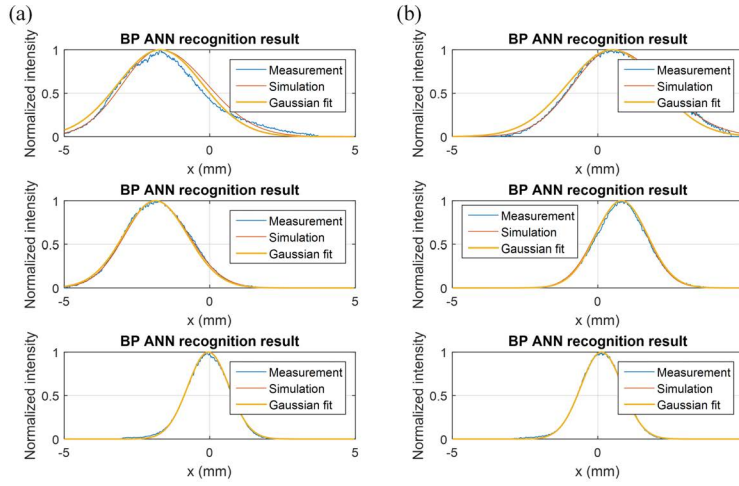 (a)
BP ANN recognition result
Normalized intensity
1
0.5
0
-5
0
5
x (mm)
Measurement
Simulation
Gaussian fit
BP ANN recognition result
Normalized intensity
1
0.5
0
-5
0
5
x (mm)
Measurement
Simulation
Gaussian fit
BP ANN recognition result
Normalized intensity
1
0.5
0
-5
0
5
x (mm)
Measurement
Simulation
Gaussian fit
(b)
BP ANN recognition result
Normalized intensity
1
0.5
0
-5
0
x (mm)
Measurement
Simulation
Gaussian fit
BP ANN recognition result
Normalized intensity
1
0.5
0
-5
0
x (mm)
Measurement
Simulation
Gaussian fit
BP ANN recognition result
Normalized intensity
1
0.5
0
-5
0
x (mm)
Measurement
Simulation
Gaussian fit